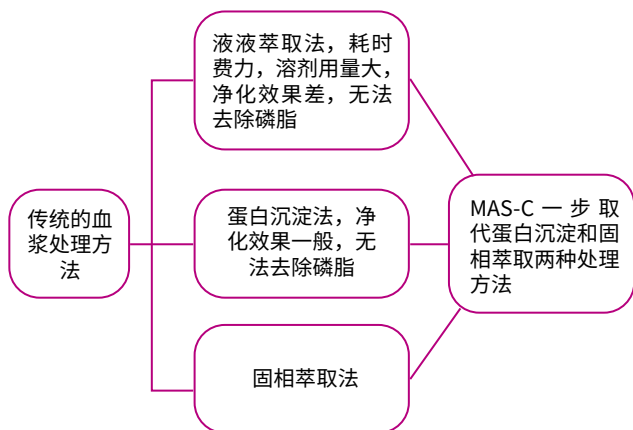 传统的血
浆处理方
法
液液萃取法，耗时
费力，溶剂用量大，
净化效果差，无法
去除磷脂
蛋白沉淀法，净
化效果一般，无
法去除磷脂
固相萃取法
MAS-C 一 步 取
代蛋白沉淀和固
相萃取两种处理
方法